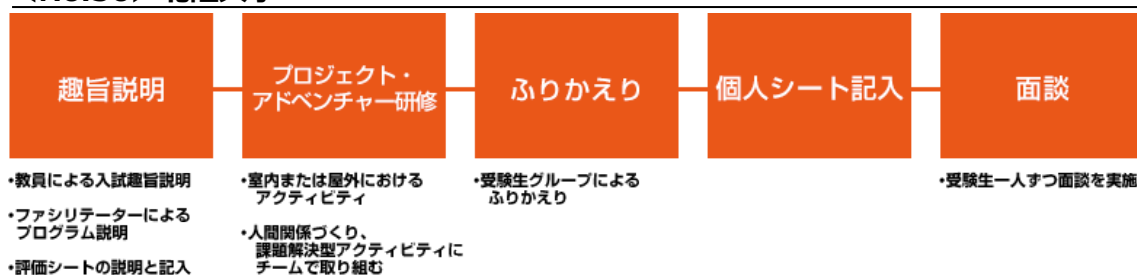 趣旨説明
プロジェクト・
アドベンチャー研修
ふりかえり
個人シート記入
面談
・教員による入試趣旨説明
・ファシリテーターによる
プログラム説明
・評価シートの説明と記入
・室内または屋外における
アクティビティ
・人間関係づくり、
課題解決型アクティビティに
チームで取り組む
・受験生グループによる
ふりかえり
・受験生一人ずつ面談を実施